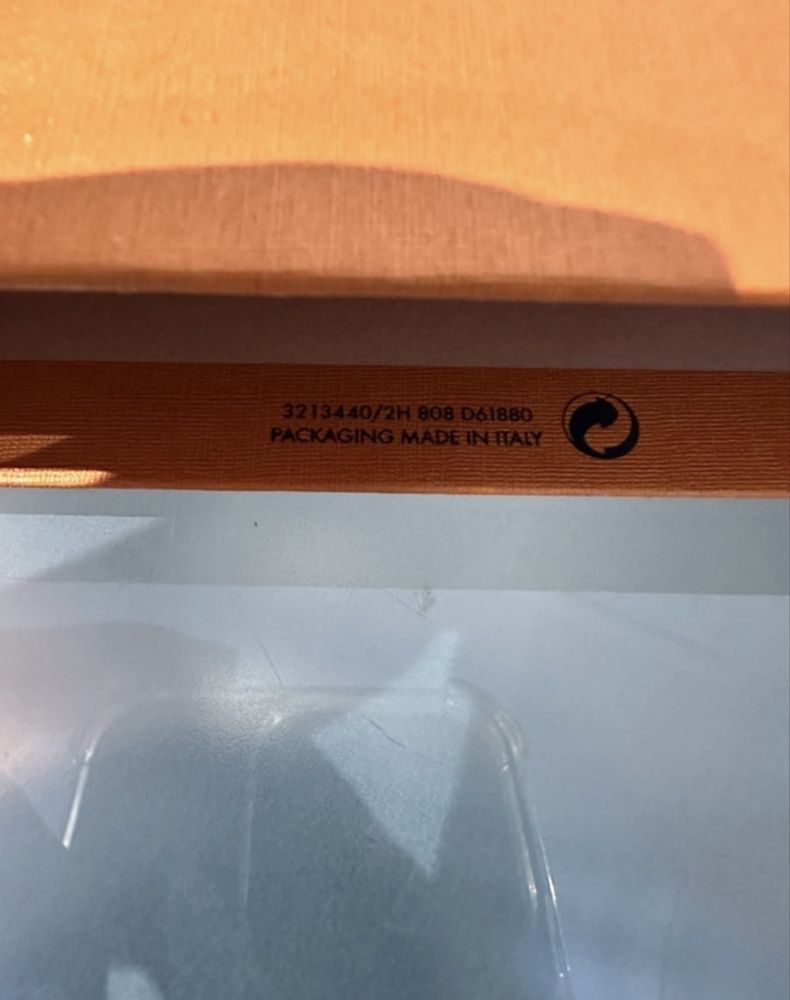 3213440/2H 808 D61880
PACKAGING MADE IN ITALY